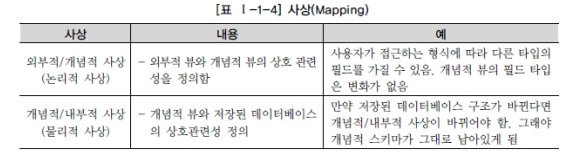 [표 Ⅰ-1-4] 사상(Mapping)
사상 내용 예
외부적/개념적 사상
(논리적 사상)
- 외부적 뷰와 개념적 뷰의 상호 관련
성을 정의함
사용자가 접근하는 형식에 따라 다른 타입의
필드를 가질 수 있음. 개념적 뷰의 필드 타입
은 변화가 없음
개념적/내부적 사상
(물리적 사상)
- 개념적 뷰와 저장된 데이터베이스
의 상호관련성 정의
만약 저장된 데이터베이스 구조가 바뀐다면
개념적/내부적 사상이 바뀌어야 함. 그래야
개념적 스키마가 그대로 남아있게 됨